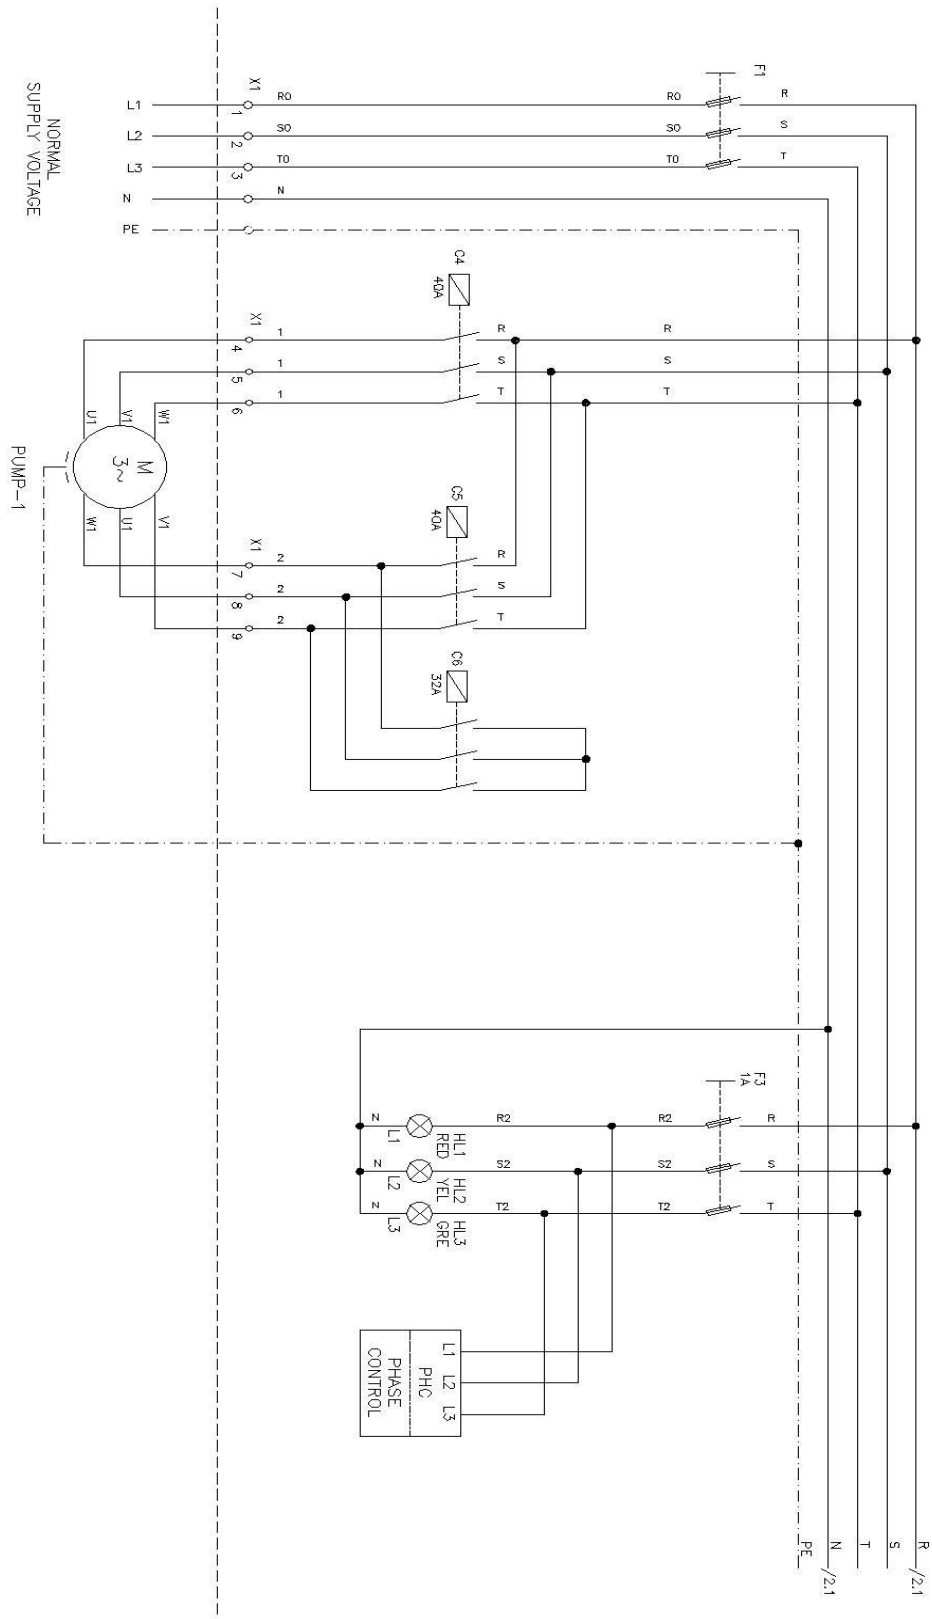 F1
X1
L1
1
R0
R0
R
L2
2
S0
S0
S
L3
3
T0
T0
T
N
N
PE
NORMAL
SUPPLY VOLTAGE
C4
40A
X1
4
1
R
R
5
1
S
S
6
1
T
T
U1
V1
W1
M
3~
PUMP-1
W1
U1
V1
C5
40A
X1
7
2
R
8
2
S
9
2
T
C6
32A
F3
1A
N
L1
HL1
RED
R2
R2
R
N
L2
HL2
YEL
S2
S2
S
N
L3
HL3
GRE
T2
T2
T
L1
L2
L3
PHC
PHASE
CONTROL
R
/2.1
S
T
N
/2.1
PE